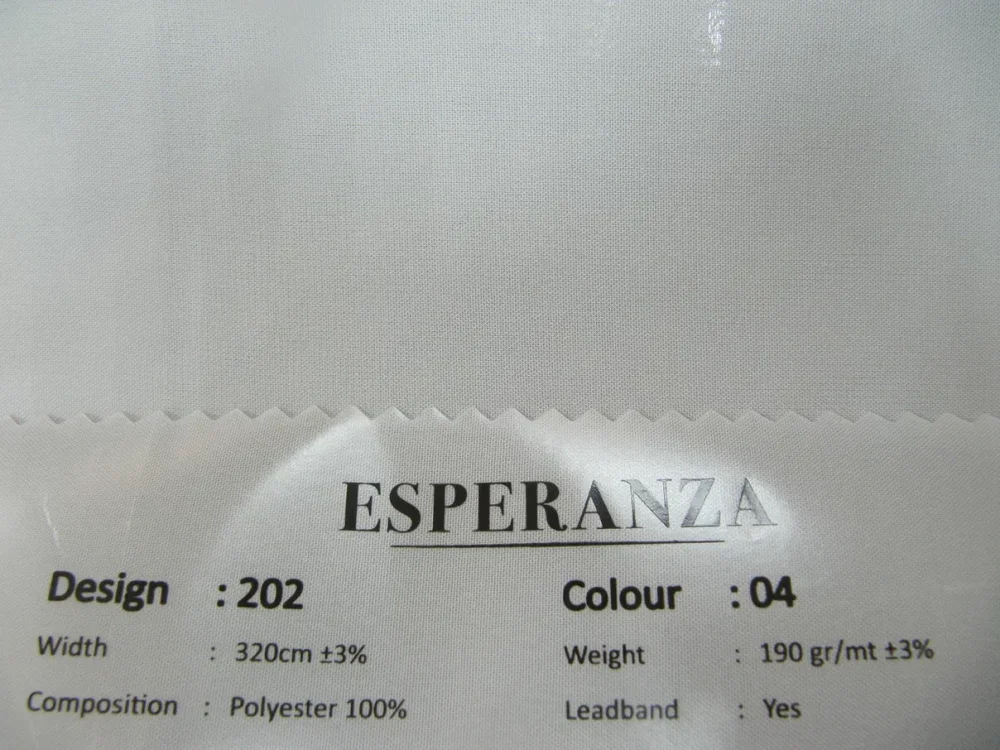 ESPERANZA
Design : 202 Colour : 04
Width : 320cm ±3% Weight : 190 gr/mt ±3%
Composition : Polyester 100% Leadband : Yes